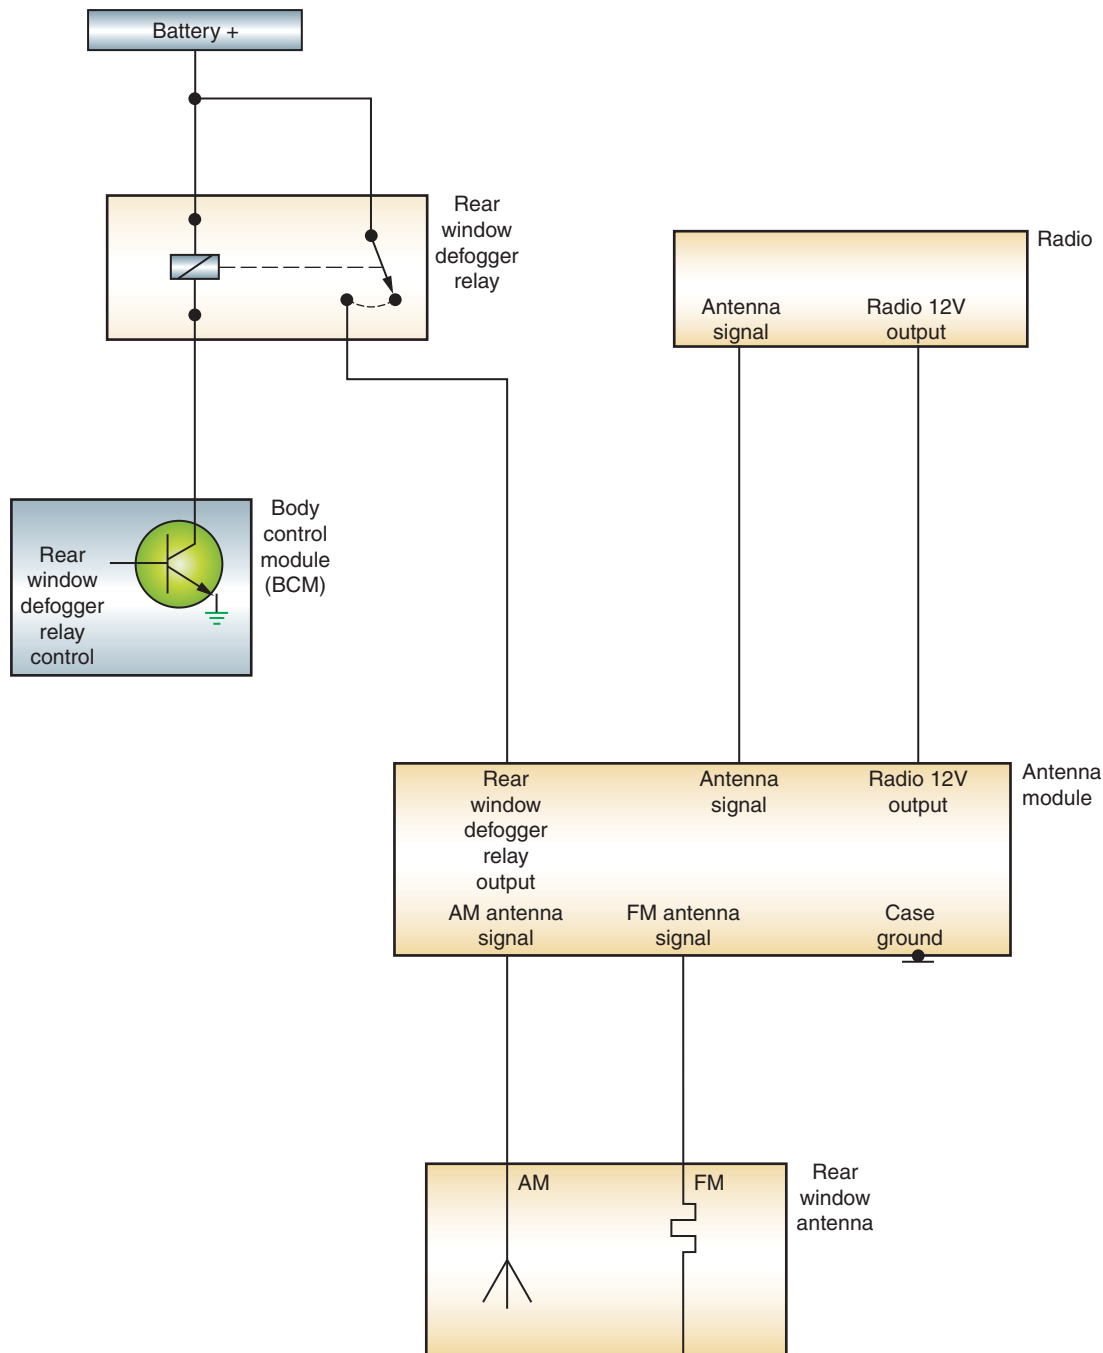 Battery +
Rear
window
defogger
relay
Radio
Antenna
signal
Radio 12V
output
Body
control
module
(BCM)
Rear
window
defogger
relay
control
Antenna
module
Rear
window
defogger
relay
output
Antenna
signal
Radio 12V
output
AM antenna
signal
FM antenna
signal
Case
ground
AM
FM
Rear
window
antenna